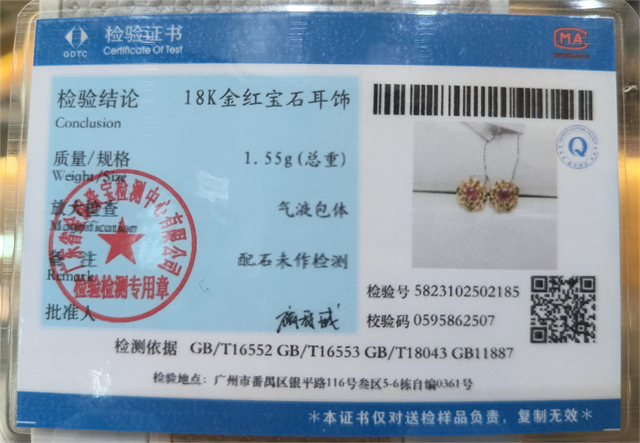 GDTC
检验证书
Certificate Of Test
MA
检验结论 18K金红宝石耳饰
Conclusion
质量/规格 1.55g(总重)
Weight/Size
放大检查 气液包体
备注 配石未作检测
Remark
批准人
检验检测专用章
Q
检验号 5823102502185
校验码 0595862507
检测依据 GB/T16552 GB/T16553 GB/T18043 GB11887
检验地点：广州市番禺区银平路116号叁区5-6栋自编0361号
*本证书仅对送检样品负责，复制无效*